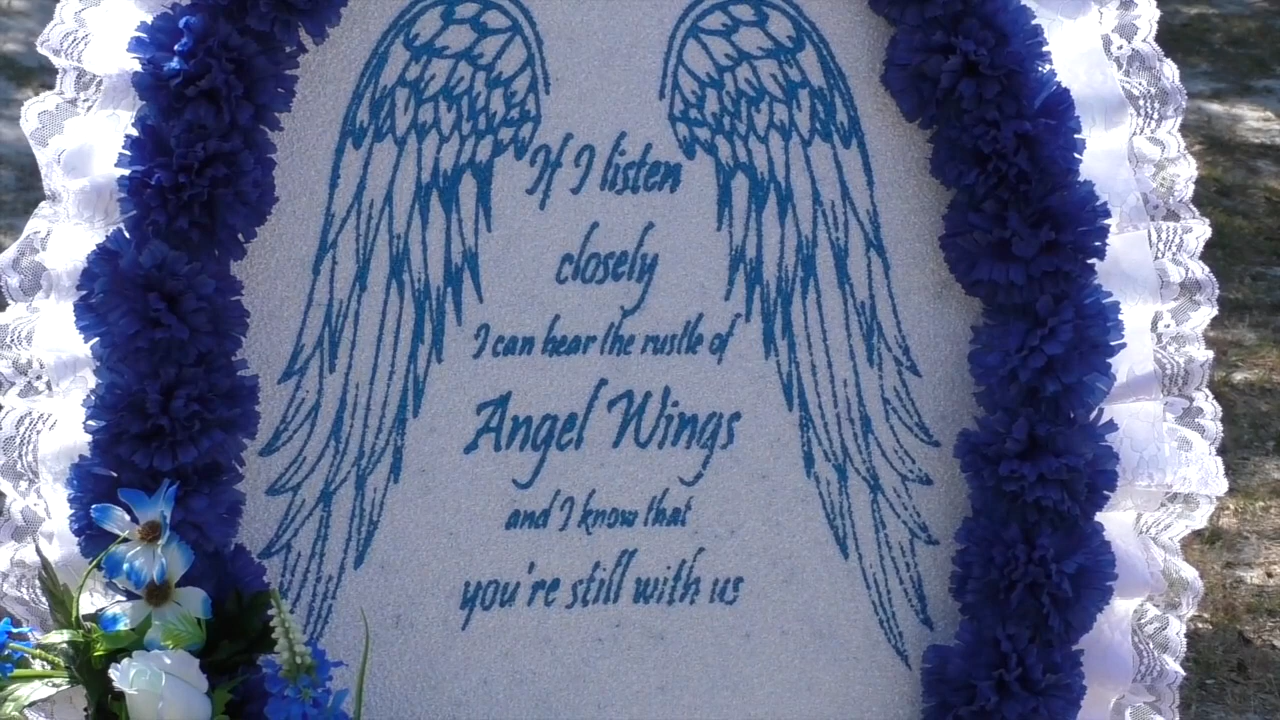 If I listen
closely
I can hear the rustle of
Angel Wings
and I know that
you're still with us